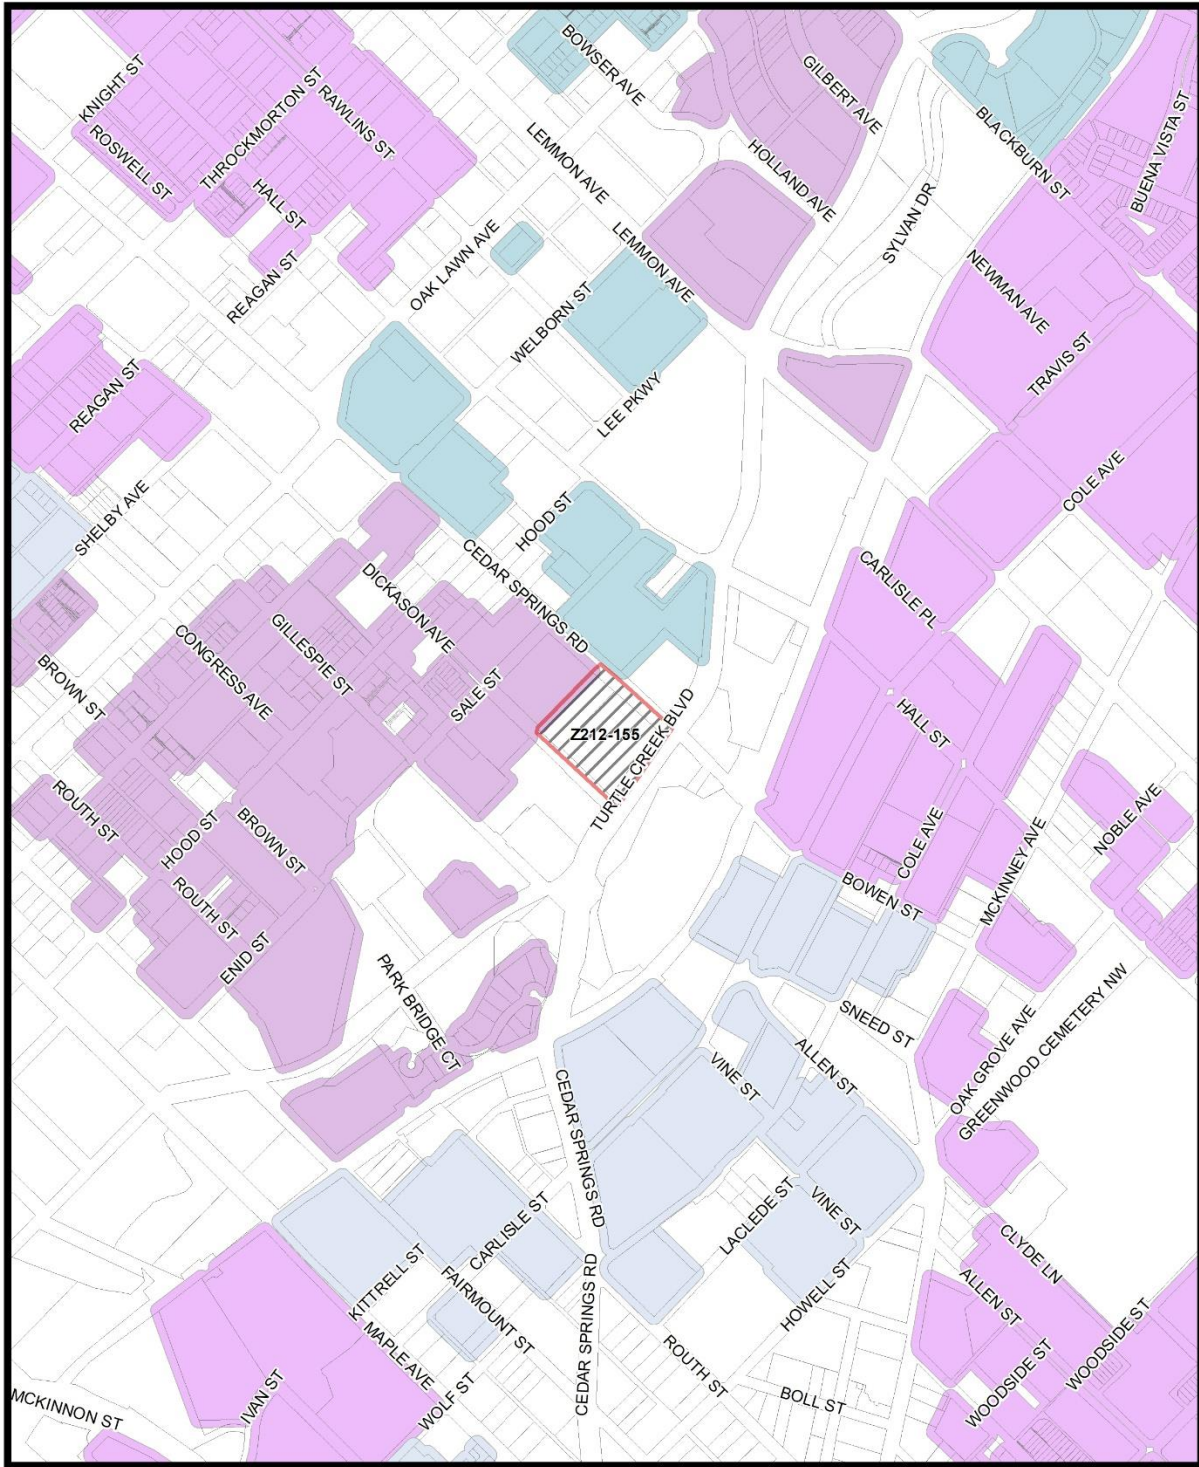 BOWSER AVE
GILBERT AVE
KNIGHT ST
THROCKMORTON ST
RAWLINS ST
ROSWELL ST
HALL ST
LEMMON AVE
HOLLAND AVE
BLACKBURN ST
BUENA VISTA ST
SYLVAN DR
OAK LAWN AVE
REAGAN ST
LEMMON AVE
WELBORN ST
NEWMAN AVE
TRAVIS ST
REAGAN ST
LEE PKWY
COLE AVE
SHELBY AVE
HOOD ST
CEDAR SPRINGS RD
DICKASON AVE
CARLISLE PL
GILLESPIE ST
CONGRESS AVE
BROWN ST
SALE ST
HALL ST
Z212-155
TURTLE CREEK BLVD
ROUTH ST
HOOD ST
BROWN ST
COLE AVE
NOBLE AVE
MCKINNEY AVE
BOWEN ST
ROUTH ST
ENID ST
PARK BRIDGE CT
SNEED ST
OAK GROVE AVE
GREENWOOD CEMETERY NW
VINE ST
ALLEN ST
CEDAR SPRINGS RD
LACLEDE ST
VINE ST
CARLISLE ST
KITTRELL ST
FAIRMOUNT ST
HOWELL ST
CLYDE LN
ALLEN ST
WOODSIDE ST
MAPLE AVE
CEDAR SPRINGS RD
ROUTH ST
WOODSIDE ST
IVAN ST
WOLF ST
BOLL ST
MCKINNON ST